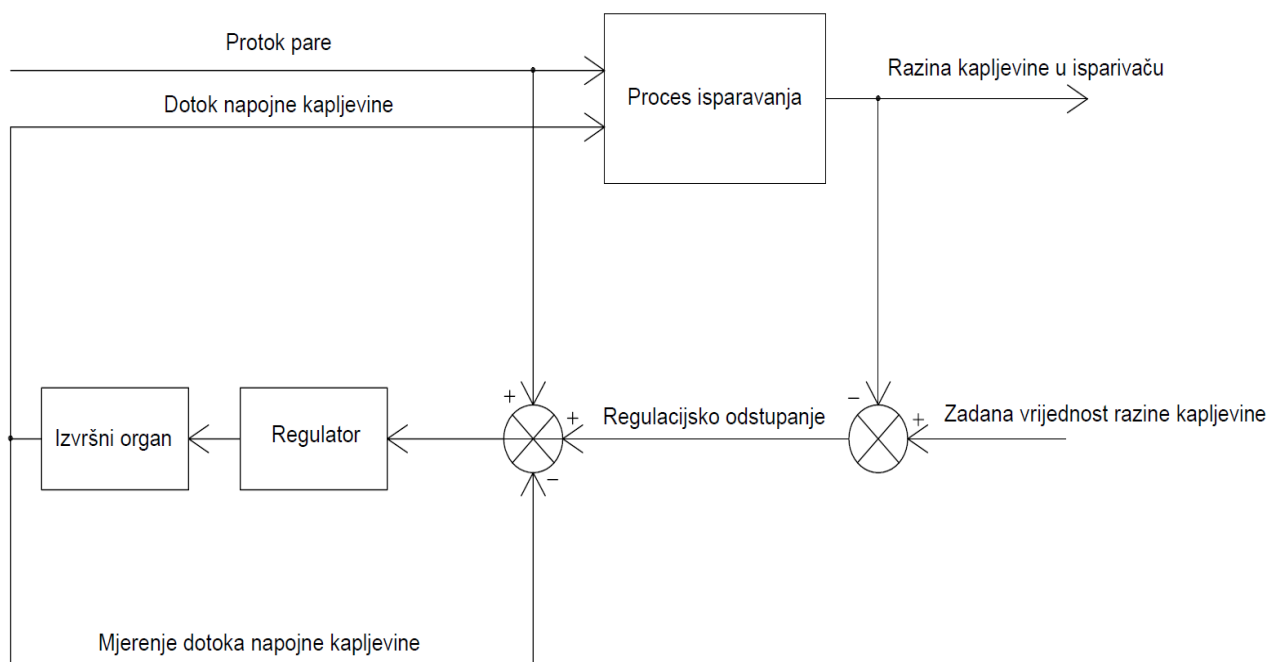 Protok pare
Razina kapljevine u isparivaču
Dotok napojne kapljevine
Proces isparavanja
+
+
−
+
−
Izvršni organ
Regulator
Regulacijsko odstupanje
Zadana vrijednost razine kapljevine
Mjerenje dotoka napojne kapljevine